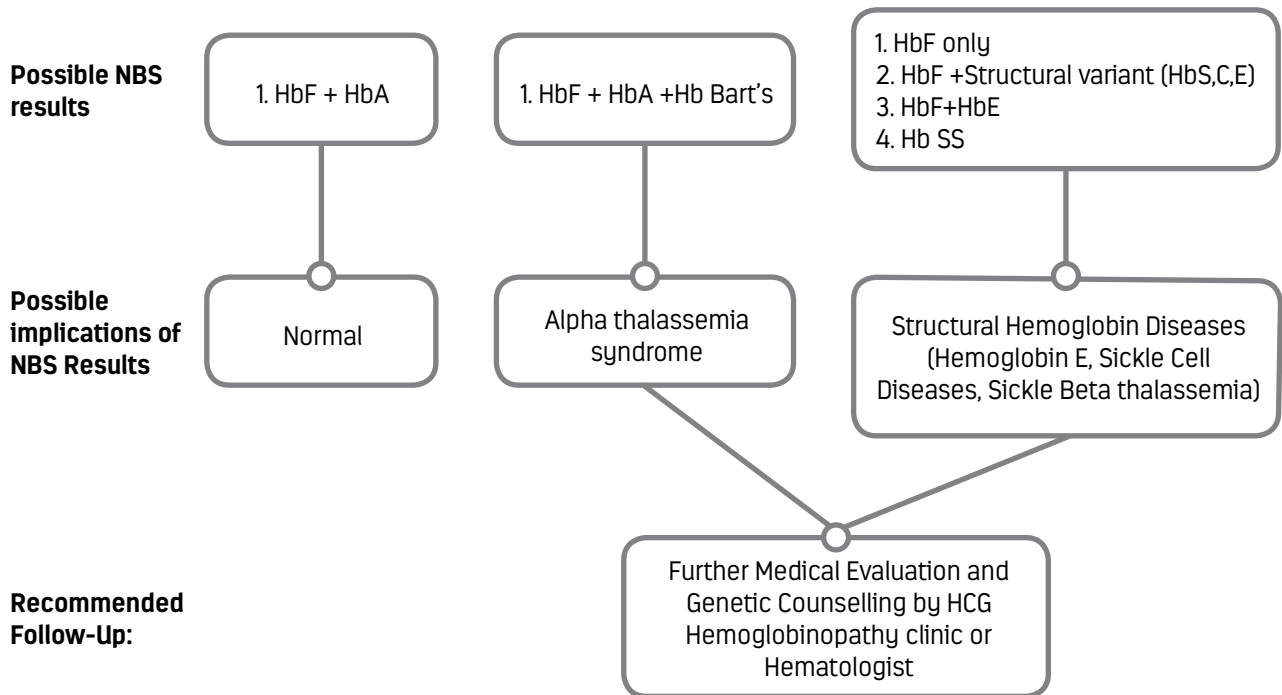 Possible NBS
results
1. HbF + HbA
1. HbF + HbA +Hb Bart's
1. HbF only
2. HbF +Structural variant (HbS,C,E)
3. HbF+HbE
4. Hb SS
Possible
implications of
NBS Results
Normal
Alpha thalassemia
syndrome
Structural Hemoglobin Diseases
(Hemoglobin E, Sickle Cell
Diseases, Sickle Beta thalassemia)
Recommended
Follow-Up:
Further Medical Evaluation and
Genetic Counselling by HCG
Hemoglobinopathy clinic or
Hematologist